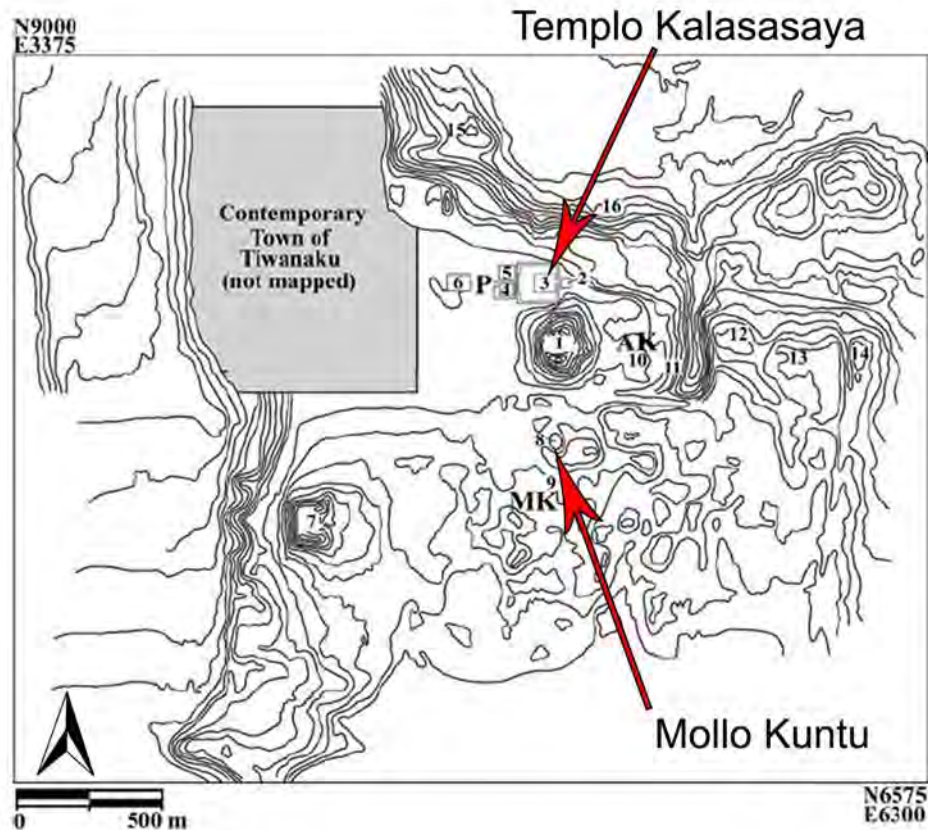 N9000
E3375
Templo Kalasasaya
15
16
Contemporary
Town of
Tiwanaku
(not mapped)
6
P
5
4
3
2
1
AK
10
11
12
13
14
8
9
MK
7
Mollo Kuntu
0
500 m
N6575
E6300